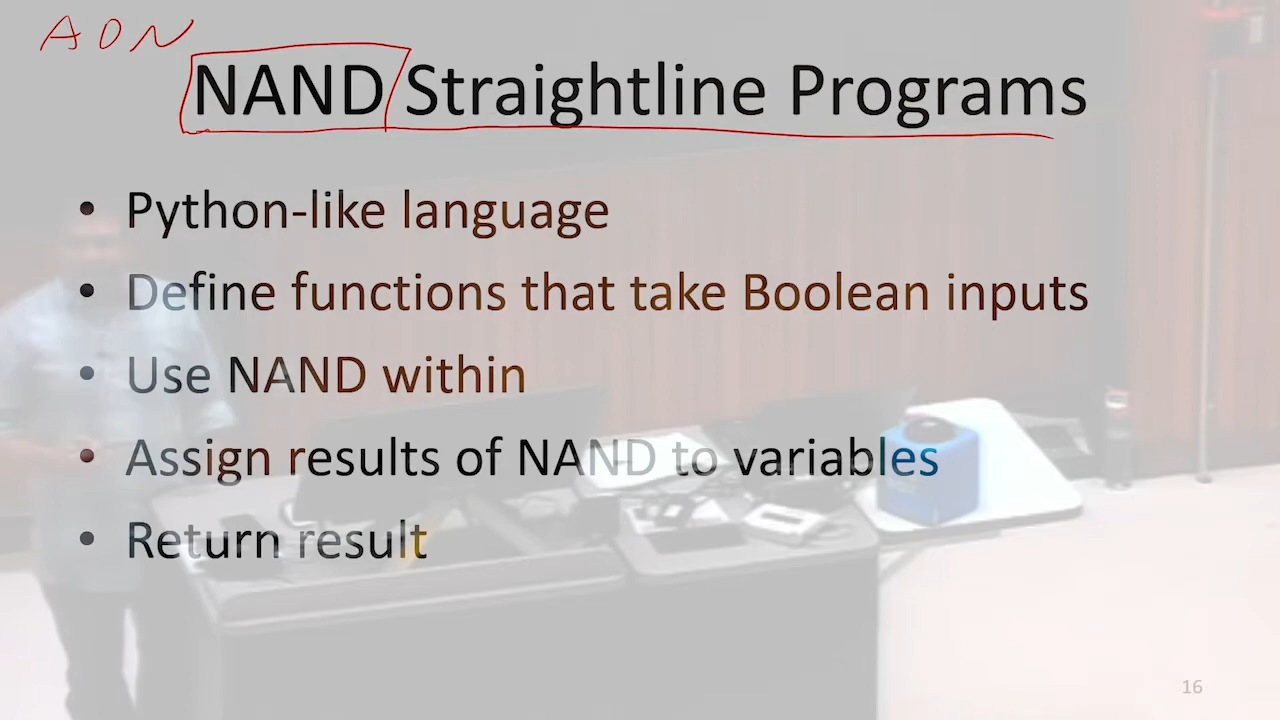 AON
NAND Straightline Programs
• Python-like language
• Define functions that take Boolean inputs
• Use NAND within
• Assign results of NAND to variables
• Return result
16